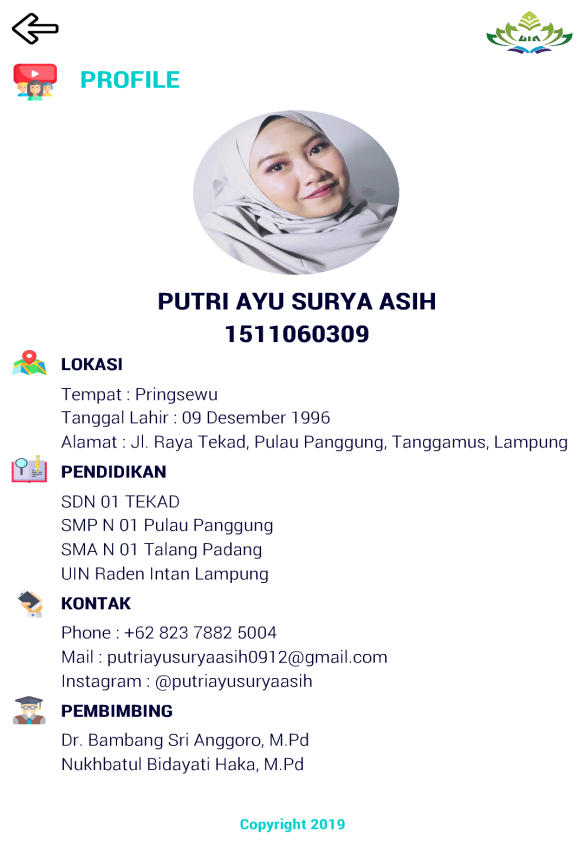 UIN
PROFILE
PUTRI AYU SURYA ASIH
1511060309
LOKASI
Tempat : Pringsewu
Tanggal Lahir : 09 Desember 1996
Alamat : Jl. Raya Tekad, Pulau Panggung, Tanggamus, Lampung
PENDIDIKAN
SDN 01 TEKAD
SMP N 01 Pulau Panggung
SMA N 01 Talang Padang
UIN Raden Intan Lampung
KONTAK
Phone : +62 823 7882 5004
Mail : putriayusuryaasih0912@gmail.com
Instagram : @putriayusuryaasih
PEMBIMBING
Dr. Bambang Sri Anggoro, M.Pd
Nukhbatul Bidayati Haka, M.Pd
Copyright 2019